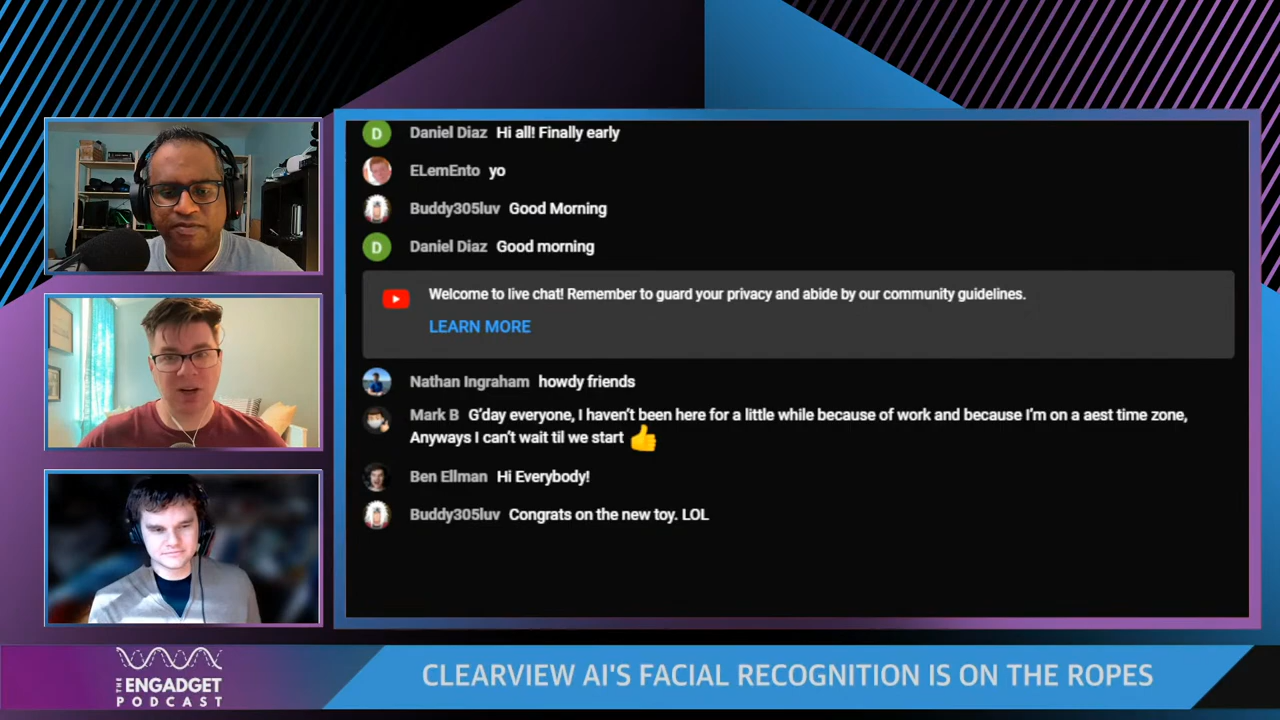 D Daniel Diaz Hi all! Finally early
ELemEnto yo
Buddy305luv Good Morning
D Daniel Diaz Good morning
Welcome to live chat! Remember to guard your privacy and abide by our community guidelines.
LEARN MORE
Nathan Ingraham howdy friends
Mark B G'day everyone, I haven't been here for a little while because of work and because I'm on a aest time zone,
Anyways I can't wait til we start 👍
Ben Ellman Hi Everybody!
Buddy305luv Congrats on the new toy. LOL
THE
ENGADGET
PODCAST
CLEARVIEW AI'S FACIAL RECOGNITION IS ON THE ROPES